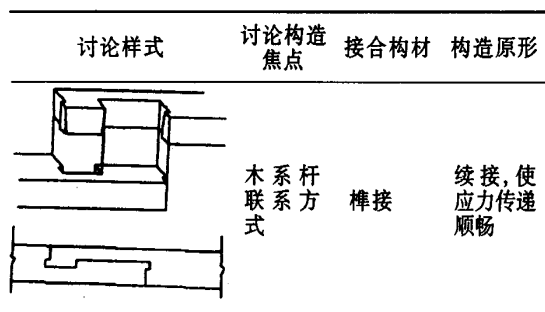 讨论样式
讨论构造
焦点
接合构材
构造原形
木系杆
联系方
式
榫接
续接,使
应力传递
顺畅